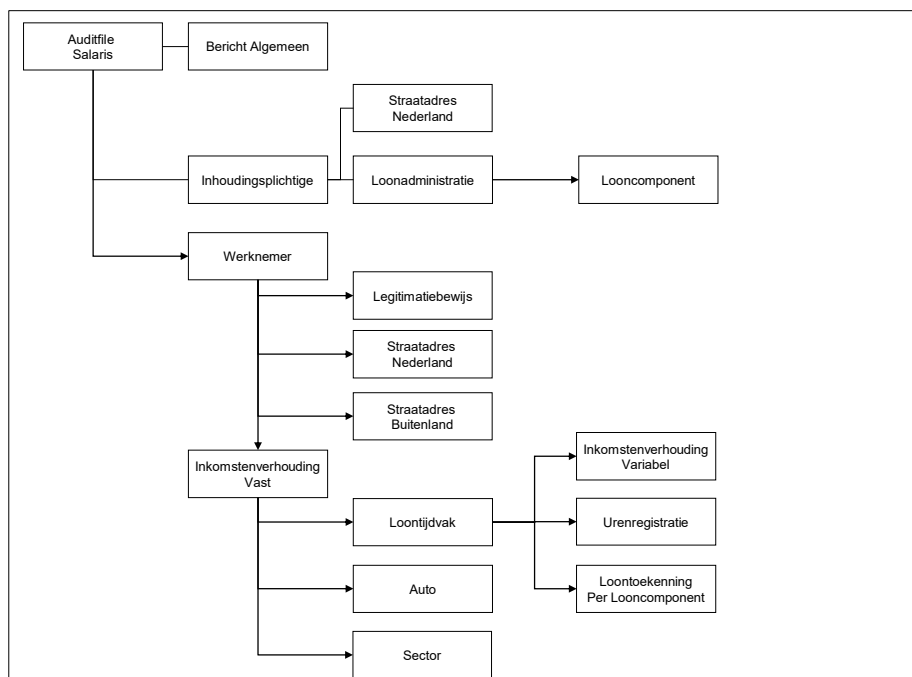 Auditfile
Salaris
Bericht Algemeen
Straatadres
Nederland
Inhoudingsplichtige
Loonadministratie
Looncomponent
Werknemer
Legitimatiebewijs
Straatadres
Nederland
Straatadres
Buitenland
Inkomstenverhouding
Vast
Inkomstenverhouding
Variabel
Loontijdvak
Urenregistratie
Auto
Loontoekenning
Per Looncomponent
Sector